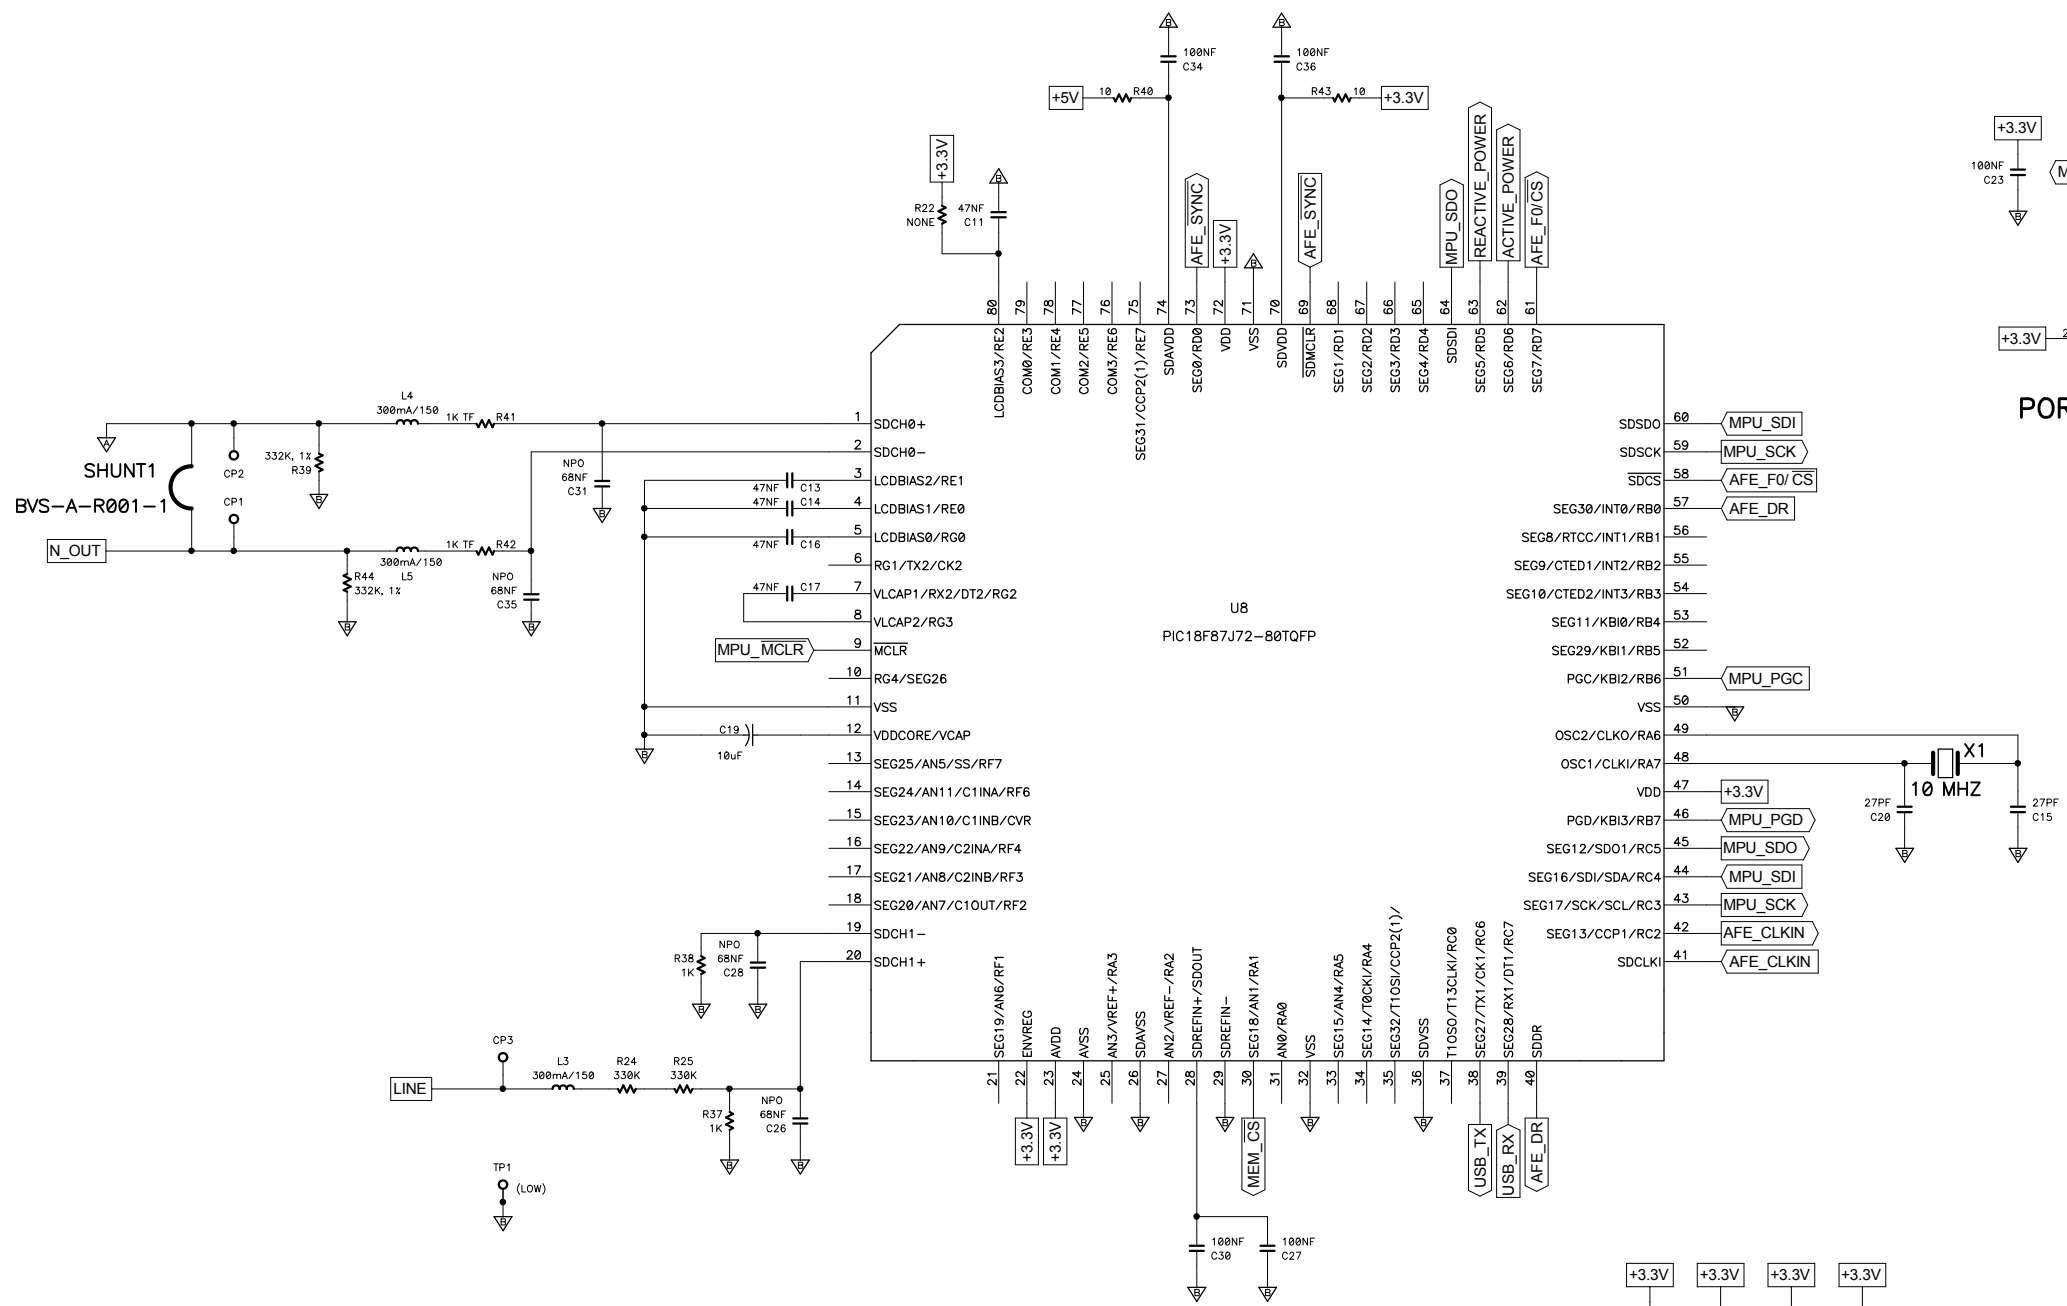 B
B
100NF
C34
100NF
C36
+5V
10
R40
R43
10
+3.3V
+3.3V
R22
NONE
47NF
C11
B
AFE_SYNC
+3.3V
B
AFE_SYNC
MPU_SDO
REACTIVE_POWER
ACTIVE_POWER
AFE_F0/CS
+3.3V
100NF
C23
B
+3.3V
POR
80 79 78 77 76 75 74 73 72 71 70 69 68 67 66 65 64 63 62 61
LCDBIAS3/RE2
COM0/RE3
COM1/RE4
COM2/RE5
COM3/RE6
SEG31/CCP2(1)/RE7
SDAVDD
SEG0/RD0
VDD
VSS
SDVDD
SDMCLR
SEG1/RD1
SEG2/RD2
SEG3/RD3
SEG4/RD4
SDSDI
SEG5/RD5
SEG6/RD6
SEG7/RD7
A
SHUNT1
BVS-A-R001-1
N_OUT
CP2
CP1
332K, 1%
R39
B
L4
300mA/150
1K TF R41
NPO
68NF
C31
B
R44
332K, 1%
B
1K TF R42
300mA/150
L5
NPO
68NF
C35
B
47NF C13
47NF C14
47NF C16
47NF C17
MPU_MCLR
C19
10uF
B
1 SDCH0+
2 SDCH0-
3 LCDBIAS2/RE1
4 LCDBIAS1/RE0
5 LCDBIAS0/RG0
6 RG1/TX2/CK2
7 VLCAP1/RX2/DT2/RG2
8 VLCAP2/RG3
9 MCLR
10 RG4/SEG26
11 VSS
12 VDDCORE/VCAP
13 SEG25/AN5/SS/RF7
14 SEG24/AN11/C1INA/RF6
15 SEG23/AN10/C1INB/CVR
16 SEG22/AN9/C2INA/RF4
17 SEG21/AN8/C2INB/RF3
18 SEG20/AN7/C1OUT/RF2
19 SDCH1-
20 SDCH1+
U8
PIC18F87J72-80TQFP
SDSDO 60 MPU_SDI
SDSCK 59 MPU_SCK
SDCS 58 AFE_F0/CS
SEG30/INT0/RB0 57 AFE_DR
SEG8/RTCC/INT1/RB1 56
SEG9/CTED1/INT2/RB2 55
SEG10/CTED2/INT3/RB3 54
SEG11/KBI0/RB4 53
SEG29/KBI1/RB5 52
PGC/KBI2/RB6 51 MPU_PGC
VSS 50 B
OSC2/CLKO/RA6 49
OSC1/CLKI/RA7 48
VDD 47 +3.3V
PGD/KBI3/RB7 46 MPU_PGD
SEG12/SDO1/RC5 45 MPU_SDO
SEG16/SDI/SDA/RC4 44 MPU_SDI
SEG17/SCK/SCL/RC3 43 MPU_SCK
SEG13/CCP1/RC2 42 AFE_CLKIN
SDCLKI 41 AFE_CLKIN
X1
10 MHZ
27PF
C20
B
27PF
C15
B
R38
1K
B
NPO
68NF
C28
B
LINE
CP3
L3
300mA/150
R24
330K
R25
330K
R37
1K
B
NPO
68NF
C26
B
TP1
(LOW)
B
SEG19/AN6/RF1
ENVREG
AVDD
AVSS
AN3/VREF+/RA3
SDAVSS
AN2/VREF-/RA2
SDREFIN+/SDOUT
SDREFIN-
SEG18/AN1/RA1
AN0/RA0
VSS
SEG15/AN4/RA5
SEG14/T0CKI/RA4
SEG32/T1OSI/CCP2(1)/
SDVSS
T1OSO/T13CLKI/RC0
SEG27/TX1/CK1/RC6
SEG28/RX1/DT1/RC7
SDDR
21 22 23 24 25 26 27 28 29 30 31 32 33 34 35 36 37 38 39 40
+3.3V
+3.3V
B
B
B
MEM_CS
B
B
USB_TX
USB_RX
AFE_DR
100NF
C30
B
100NF
C27
B
+3.3V
+3.3V
+3.3V
+3.3V